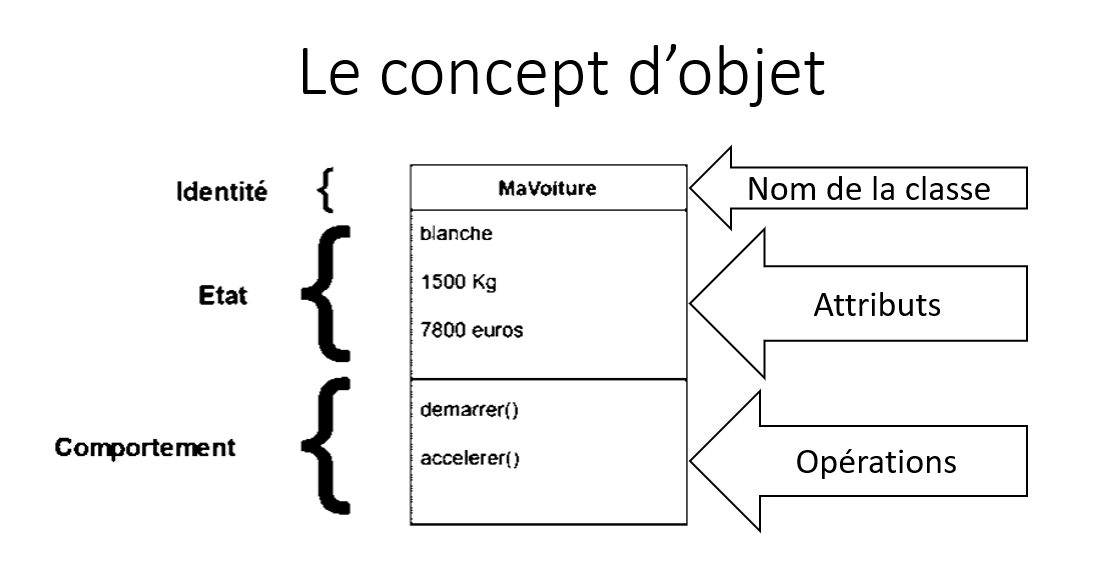 Le concept d’objet
Identité
{
MaVoiture
Nom de la classe
Etat
{
blanche
1500 Kg
7800 euros
Attributs
Comportement
{
demarrer()
accelerer()
Opérations